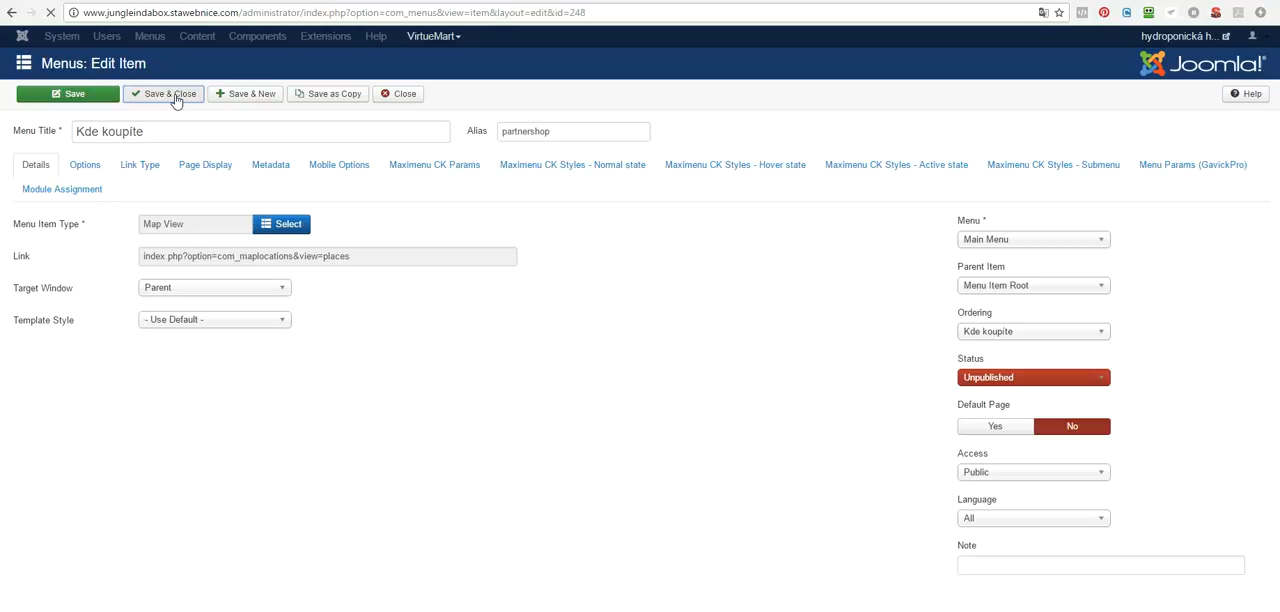 www.jungleindabox.stawebnice.com/administrator/index.php?option=com_menus&view=item&layout=edit&id=248
System Users Menus Content Components Extensions Help VirtueMart hydroponická h...
Menus: Edit Item Joomla!®
Save Save & Close Save & New Save as Copy Close Help
Menu Title * Kde koupíte Alias partnershop
Details Options Link Type Page Display Metadata Mobile Options Maximenu CK Params Maximenu CK Styles - Normal state Maximenu CK Styles - Hover state Maximenu CK Styles - Active state Maximenu CK Styles - Submenu Menu Params (GavickPro)
Module Assignment
Menu Item Type * Map View Select
Link index.php?option=com_maplocations&view=places
Target Window Parent
Template Style - Use Default -
Menu *
Main Menu
Parent Item
Menu Item Root
Ordering
Kde koupíte
Status
Unpublished
Default Page
Yes No
Access
Public
Language
All
Note